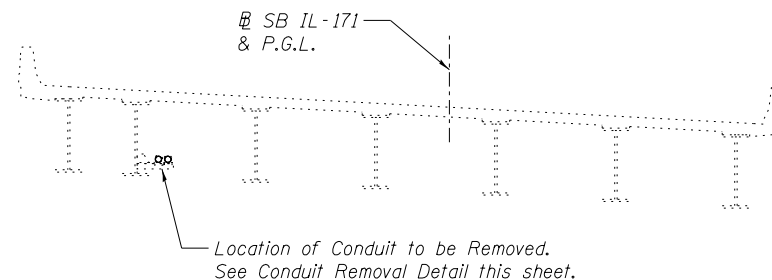 ℄ SB IL-171
& P.G.L.
Location of Conduit to be Removed.
See Conduit Removal Detail this sheet.